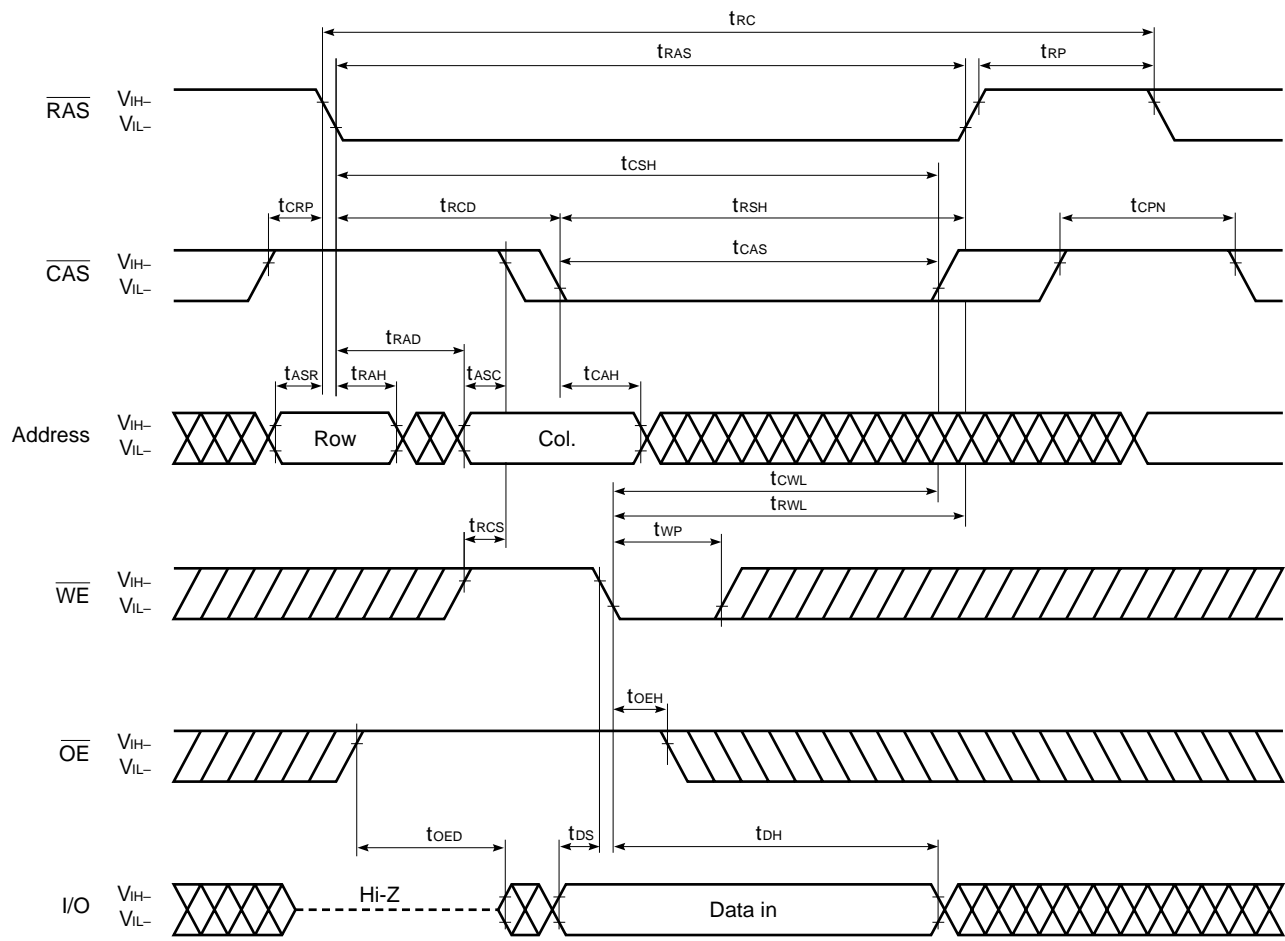 tRC
tRAS
tRP
RAS
VIH–
VIL–
tCSH
tCRP
tRCD
tRSH
tCPN
CAS
VIH–
VIL–
tCAS
tRAD
tASR
tRAH
tASC
tCAH
Address
VIH–
VIL–
Row
Col.
tCWL
tRWL
tRCS
tWP
WE
VIH–
VIL–
tOEH
OE
VIH–
VIL–
tOED
tDS
tDH
I/O
VIH–
VIL–
Hi-Z
Data in